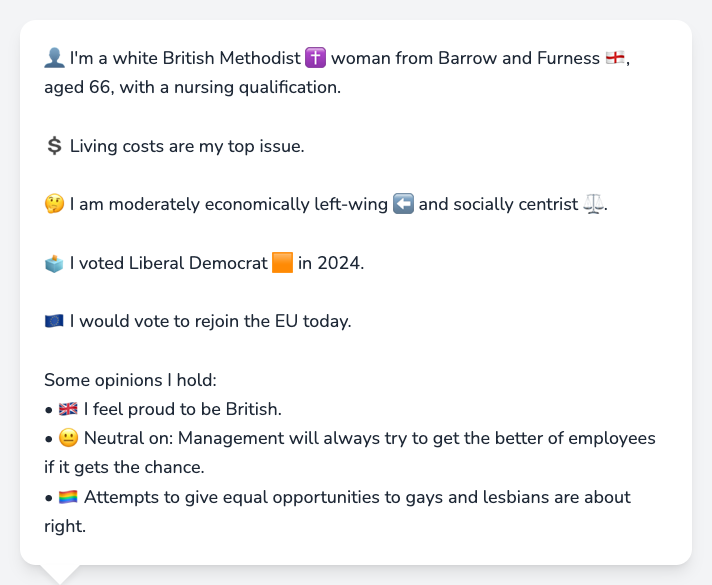 👤 I'm a white British Methodist ✝️ woman from Barrow and Furness 🏴󠁧󠁢󠁥󠁮󠁧󠁿,
aged 66, with a nursing qualification.
💲 Living costs are my top issue.
🤔 I am moderately economically left-wing ⬅️ and socially centrist ⚖️.
🗳️ I voted Liberal Democrat 🟧 in 2024.
🇪🇺 I would vote to rejoin the EU today.
Some opinions I hold:
• 🇬🇧 I feel proud to be British.
• 😐 Neutral on: Management will always try to get the better of employees
if it gets the chance.
• 🏳️‍🌈 Attempts to give equal opportunities to gays and lesbians are about
right.